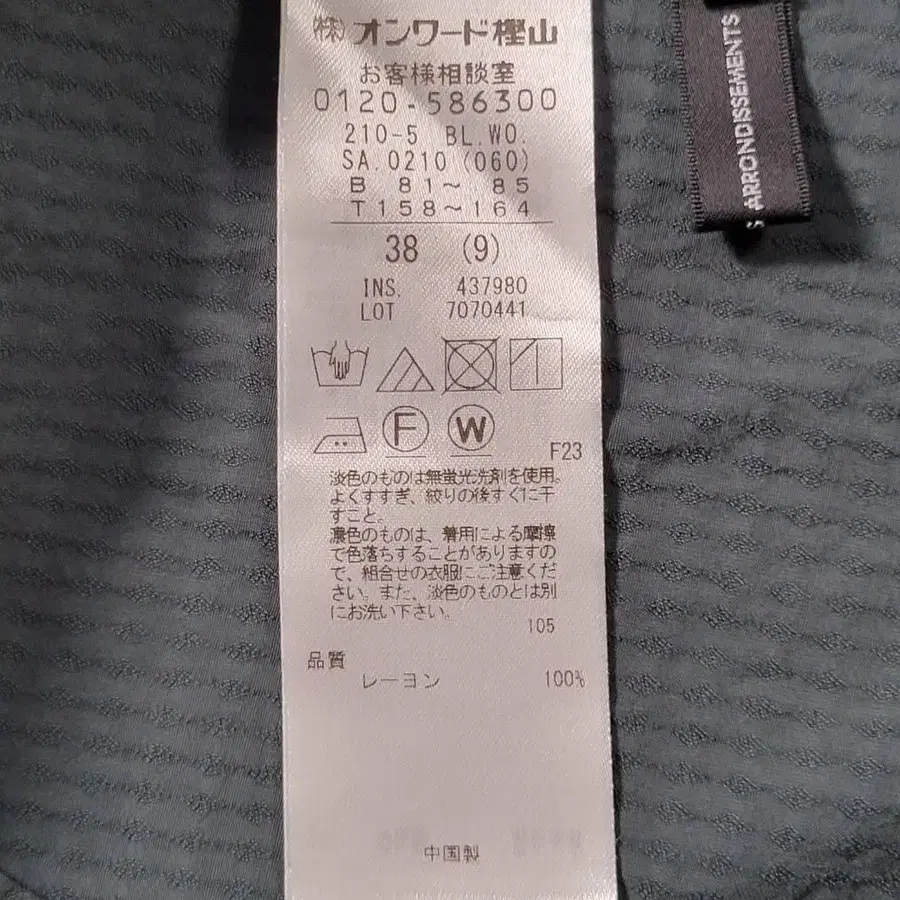 ㈱オンワード樫山
お客様相談室
0120-586300
210-5 BL.WO.
SA.0210(060)
B 81～ 85
T158～164
38 (9)
INS. 437980
LOT 7070441
F W
F23
淡色のものは無蛍光洗剤を使用。
よくすすぎ、絞りの後すぐに干
すこと。
濃色のものは、着用による摩擦
で色落ちすることがありますの
で、組合せの衣服にご注意くだ
さい。また、淡色のものとは別
にお洗い下さい。
105
品質
レーヨン 100%
中国製
S ARRONDISSEMENTS